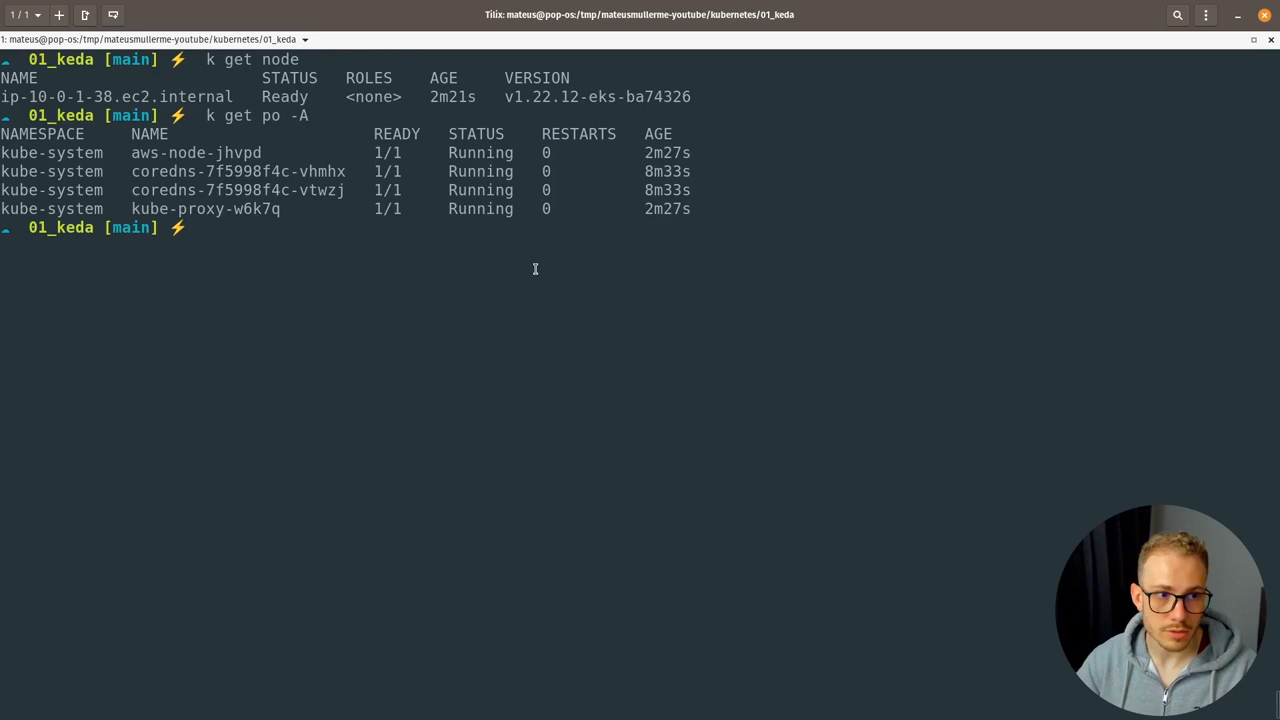 1 / 1
Tilix: mateus@pop-os:/tmp/mateusmullerme-youtube/kubernetes/01_keda
1: mateus@pop-os:/tmp/mateusmullerme-youtube/kubernetes/01_keda
01_keda [main] ⚡ k get node
NAME STATUS ROLES AGE VERSION
ip-10-0-1-38.ec2.internal Ready <none> 2m21s v1.22.12-eks-ba74326
01_keda [main] ⚡ k get po -A
NAMESPACE NAME READY STATUS RESTARTS AGE
kube-system aws-node-jhvpd 1/1 Running 0 2m27s
kube-system coredns-7f5998f4c-vhmhx 1/1 Running 0 8m33s
kube-system coredns-7f5998f4c-vtwzj 1/1 Running 0 8m33s
kube-system kube-proxy-w6k7q 1/1 Running 0 2m27s
01_keda [main] ⚡